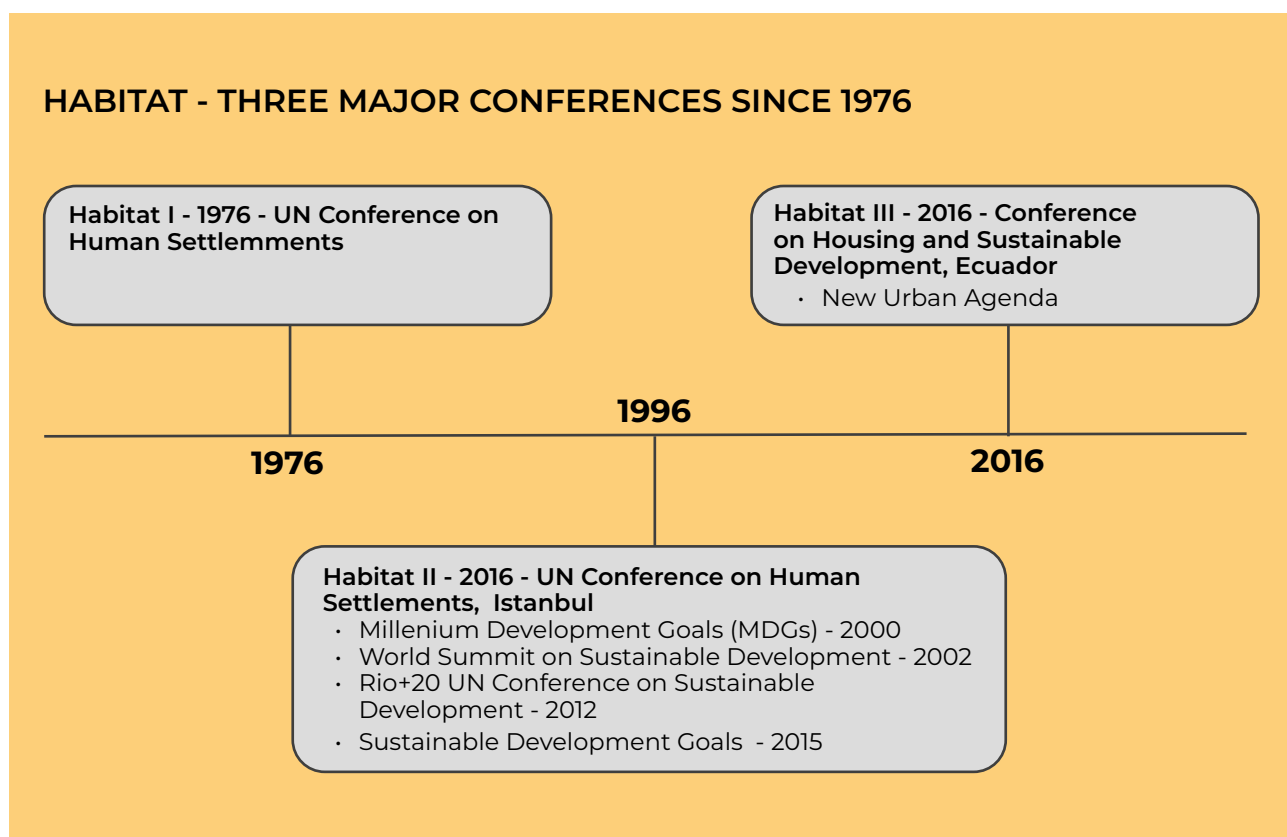 HABITAT - THREE MAJOR CONFERENCES SINCE 1976
Habitat I - 1976 - UN Conference on
Human Settlemments
Habitat III - 2016 - Conference
on Housing and Sustainable
Development, Ecuador
• New Urban Agenda
1996
1976
2016
Habitat II - 2016 - UN Conference on Human
Settlements, Istanbul
• Millenium Development Goals (MDGs) - 2000
• World Summit on Sustainable Development - 2002
• Rio+20 UN Conference on Sustainable
Development - 2012
• Sustainable Development Goals - 2015